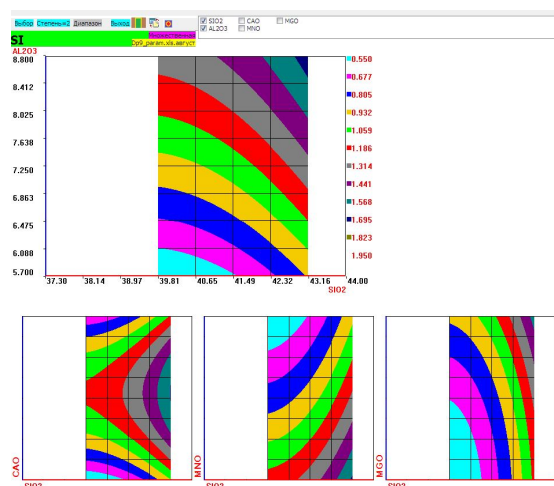 Выбор Степень=2 Диапазон Выход
SIO2 CAO MGO
AL2O3 MNO
Множественная
SI
Dp9_param.xls.август
AL2O3
8.800
8.412
8.025
7.638
7.250
6.863
6.475
6.088
5.700
37.30 38.14 38.97 39.81 40.65 41.49 42.32 43.16 44.00
SIO2
0.550
0.677
0.805
0.932
1.059
1.186
1.314
1.441
1.568
1.695
1.823
1.950
CAO
SIO2
MNO
SIO2
MGO
SIO2